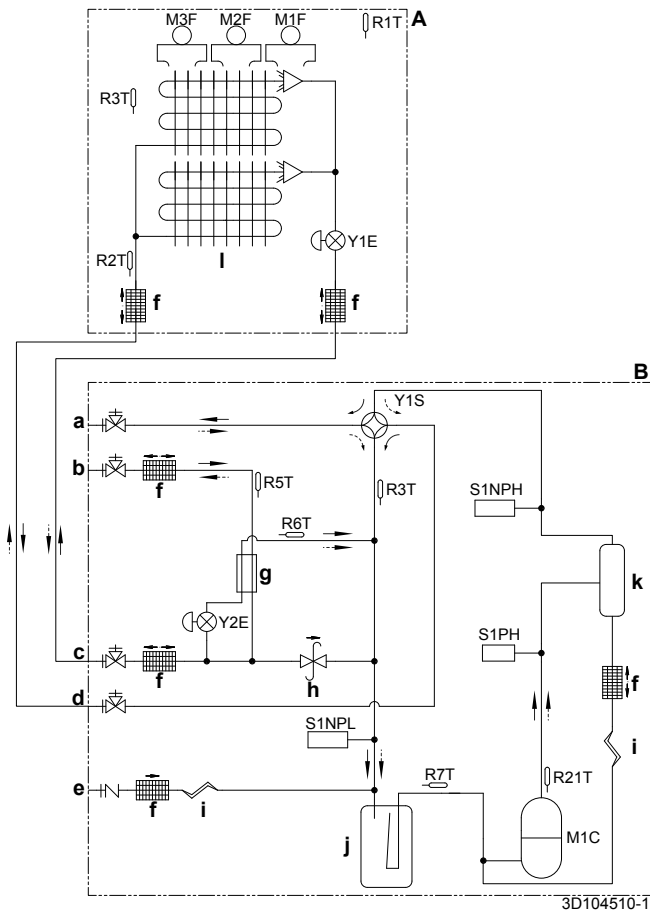 M3F M2F M1F R1T A
R3T
Y1E
R2T l
f f
B
a Y1S
b
f R5T R3T S1NPH
R6T
g k
Y2E
S1PH
c
f h f
d
S1NPL
i
e R7T R21T
f i
j M1C
3D104510-1